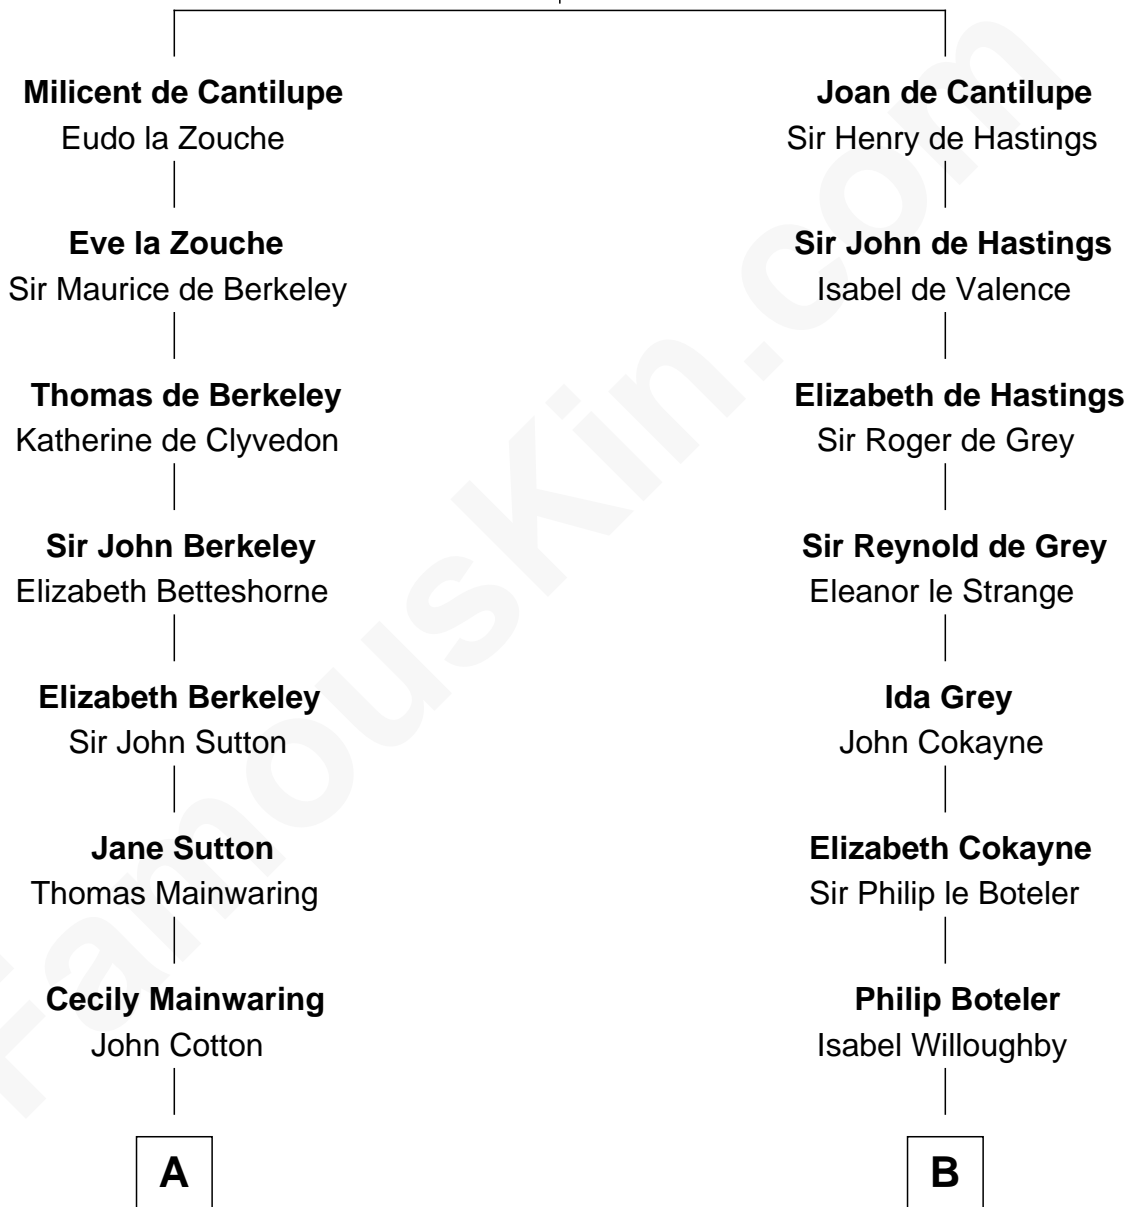 Milicent de Cantilupe
Eudo la Zouche
Eve la Zouche
Sir Maurice de Berkeley
Thomas de Berkeley
Katherine de Clyvedon
Sir John Berkeley
Elizabeth Betteshorne
Elizabeth Berkeley
Sir John Sutton
Jane Sutton
Thomas Mainwaring
Cecily Mainwaring
John Cotton
A
Joan de Cantilupe
Sir Henry de Hastings
Sir John de Hastings
Isabel de Valence
Elizabeth de Hastings
Sir Roger de Grey
Sir Reynold de Grey
Eleanor le Strange
Ida Grey
John Cokayne
Elizabeth Cokayne
Sir Philip le Boteler
Philip Boteler
Isabel Willoughby
B
FamousKin.com